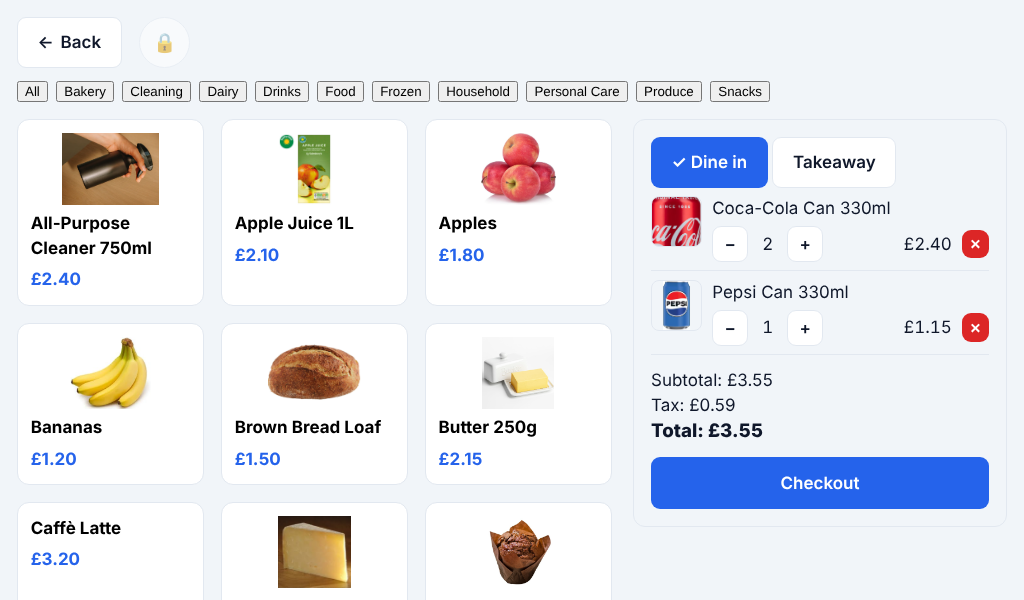 ← Back
All Bakery Cleaning Dairy Drinks Food Frozen Household Personal Care Produce Snacks
All-Purpose
Cleaner 750ml
£2.40
Apple Juice 1L
£2.10
Apples
£1.80
Bananas
£1.20
Brown Bread Loaf
£1.50
Butter 250g
£2.15
Caffè Latte
£3.20
✓ Dine in
Takeaway
Coca-Cola Can 330ml
− 2 + £2.40 ×
Pepsi Can 330ml
PEPSI
− 1 + £1.15 ×
Subtotal: £3.55
Tax: £0.59
Total: £3.55
Checkout